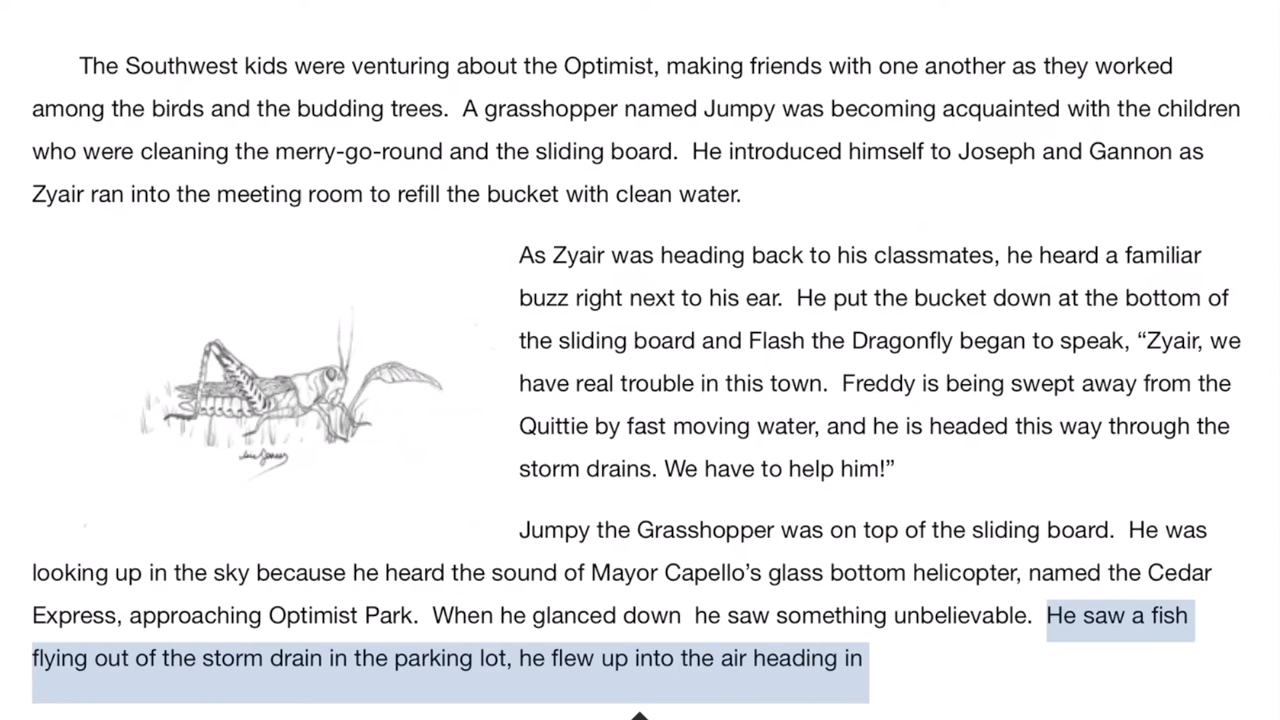 The Southwest kids were venturing about the Optimist, making friends with one another as they worked
among the birds and the budding trees.  A grasshopper named Jumpy was becoming acquainted with the children
who were cleaning the merry-go-round and the sliding board.  He introduced himself to Joseph and Gannon as
Zyair ran into the meeting room to refill the bucket with clean water.
As Zyair was heading back to his classmates, he heard a familiar
buzz right next to his ear.  He put the bucket down at the bottom of
the sliding board and Flash the Dragonfly began to speak, “Zyair, we
have real trouble in this town.  Freddy is being swept away from the
Quittie by fast moving water, and he is headed this way through the
storm drains. We have to help him!”
Jumpy the Grasshopper was on top of the sliding board.  He was
looking up in the sky because he heard the sound of Mayor Capello’s glass bottom helicopter, named the Cedar
Express, approaching Optimist Park.  When he glanced down  he saw something unbelievable.  He saw a fish
flying out of the storm drain in the parking lot, he flew up into the air heading in